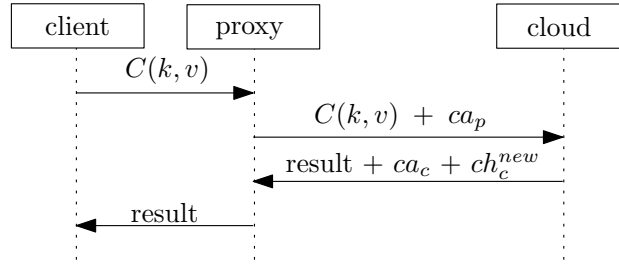 client proxy cloud
C(k, v)
C(k, v) + ca_p
result + ca_c + ch_c^{new}
result